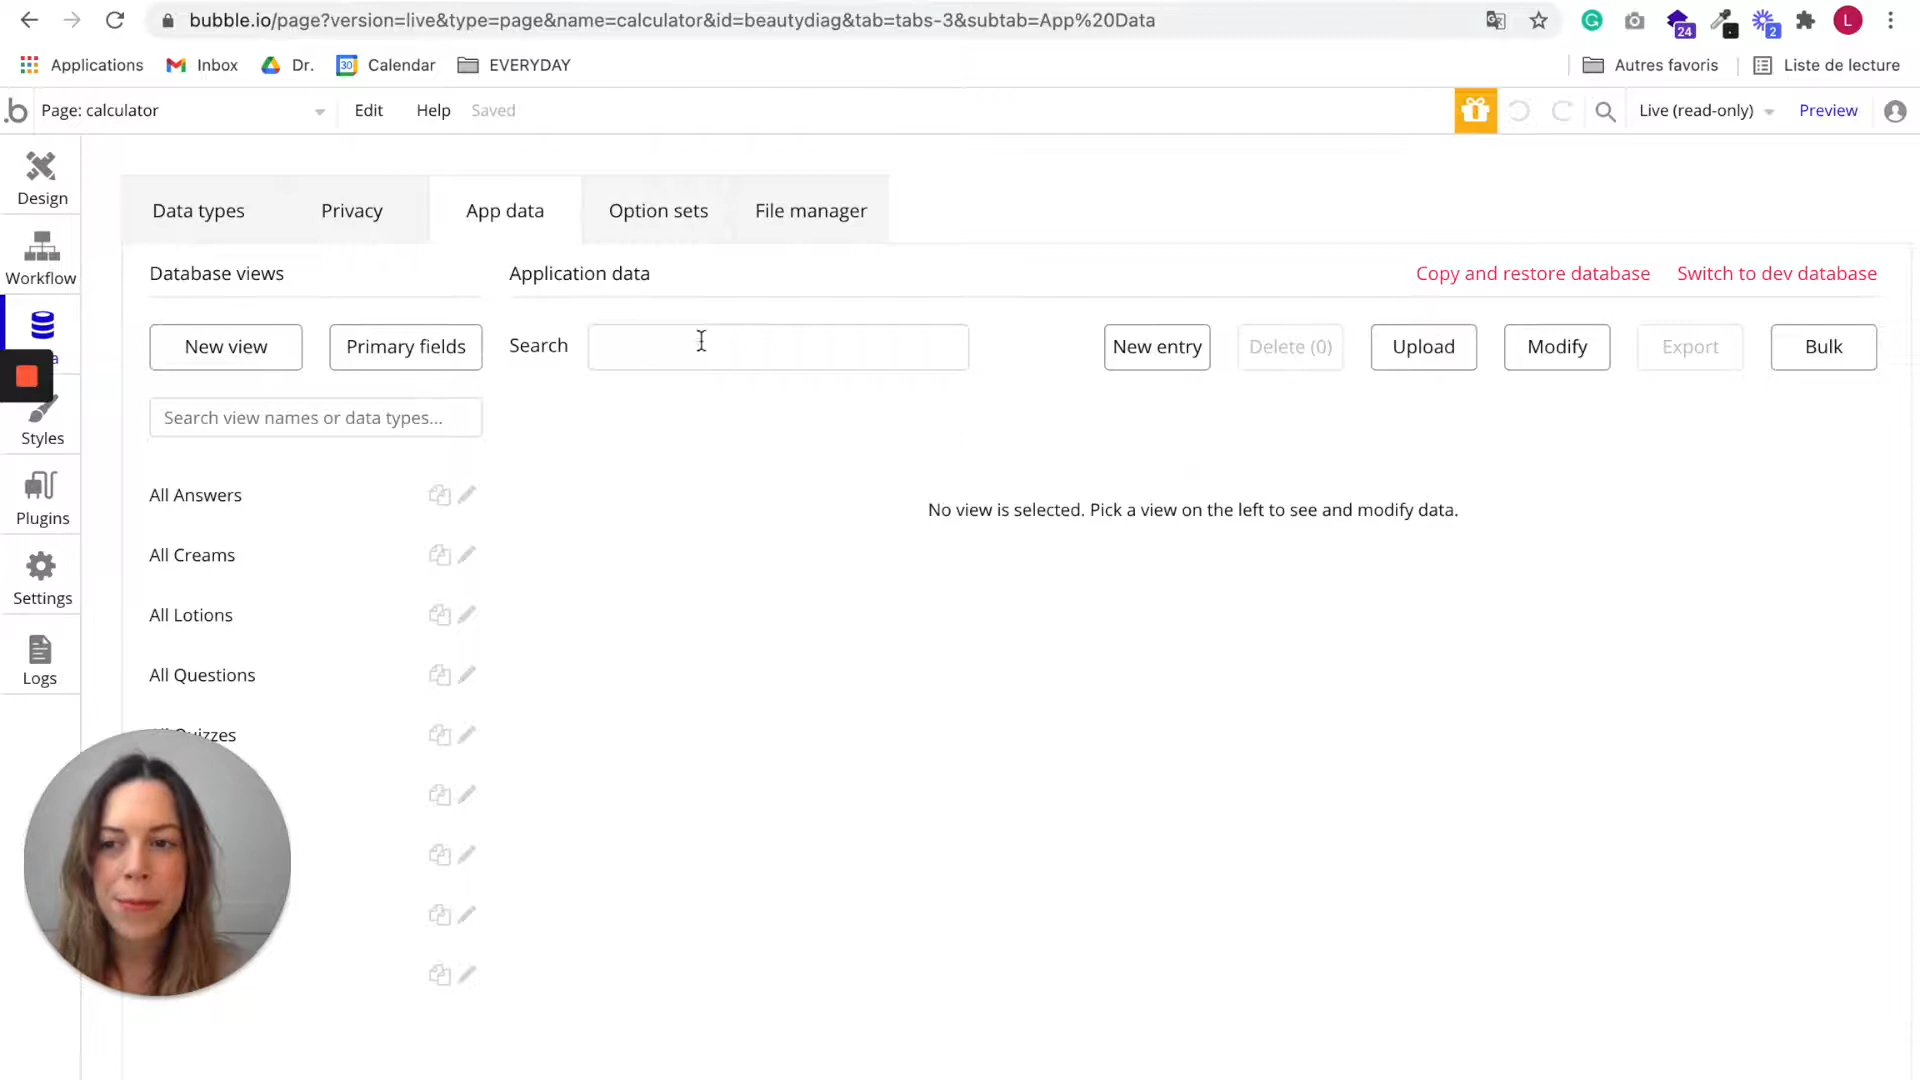 bubble.io/page?version=live&type=page&name=calculator&id=beautydiag&tab=tabs-3&subtab=App%20Data
24
2
L
Applications
Inbox
Dr.
30
Calendar
EVERYDAY
Autres favoris
Liste de lecture
.b
Page: calculator
Edit
Help
Saved
Live (read-only)
Preview
Design
Workflow
Styles
Plugins
Settings
Logs
Data types
Privacy
App data
Option sets
File manager
Database views
Application data
Copy and restore database
Switch to dev database
New view
Primary fields
Search
New entry
Delete (0)
Upload
Modify
Export
Bulk
Search view names or data types...
All Answers
All Creams
All Lotions
All Questions
Quizzes
No view is selected. Pick a view on the left to see and modify data.